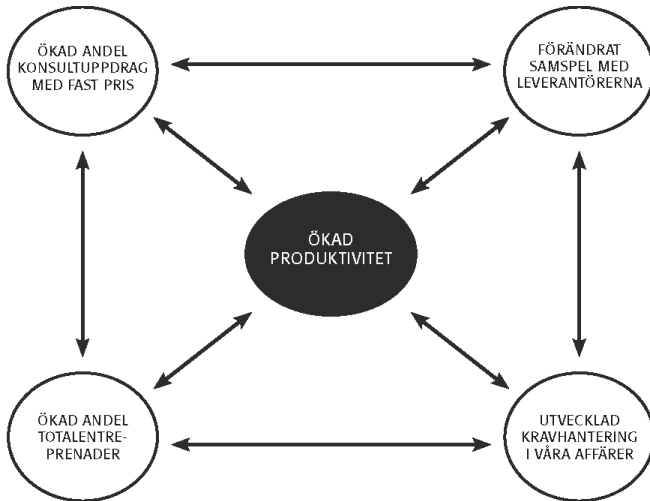 ÖKAD ANDEL
KONSULTUPPDRAG
MED FAST PRIS
FÖRÄNDRAT
SAMSPEL MED
LEVERANTÖRERNA
ÖKAD
PRODUKTIVITET
ÖKAD ANDEL
TOTALENTRE-
PRENADER
UTVECKLAD
KRAVHANTERING
I VÅRA AFFÄRER